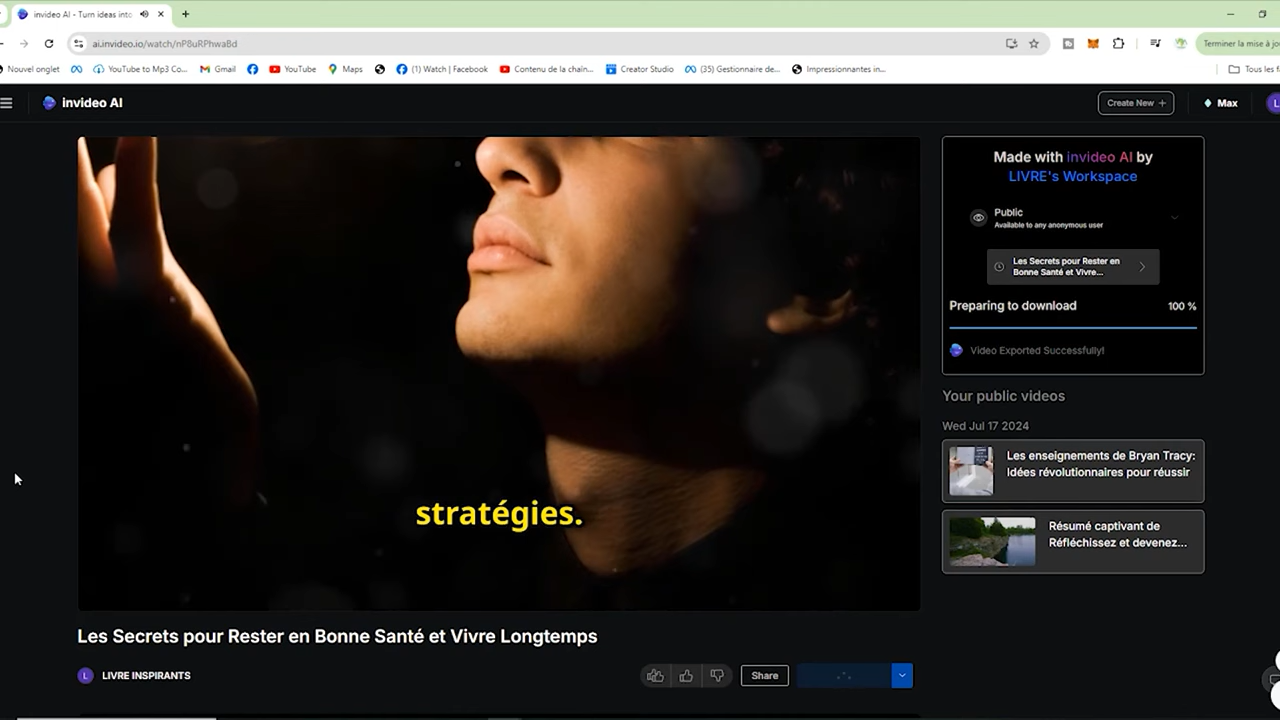 invideo AI - Turn ideas into
ai.invideo.io/watch/nP8uRPhwaBd
Terminer la mise à jo
Nouvel onglet
YouTube to Mp3 Co...
Gmail
YouTube
Maps
(1) Watch | Facebook
Contenu de la chaîn...
Creator Studio
(35) Gestionnaire de...
Impressionnantes in...
Tous les fa
invideo AI
Create New +
Max
L
Made with invideo AI by
LIVRE's Workspace
Public
Available to any anonymous user
Les Secrets pour Rester en
Bonne Santé et Vivre...
Preparing to download 100 %
Video Exported Successfully!
Your public videos
Wed Jul 17 2024
Les enseignements de Bryan Tracy:
Idées révolutionnaires pour réussir
Résumé captivant de
Réfléchissez et devenez...
stratégies.
Les Secrets pour Rester en Bonne Santé et Vivre Longtemps
L LIVRE INSPIRANTS
Share